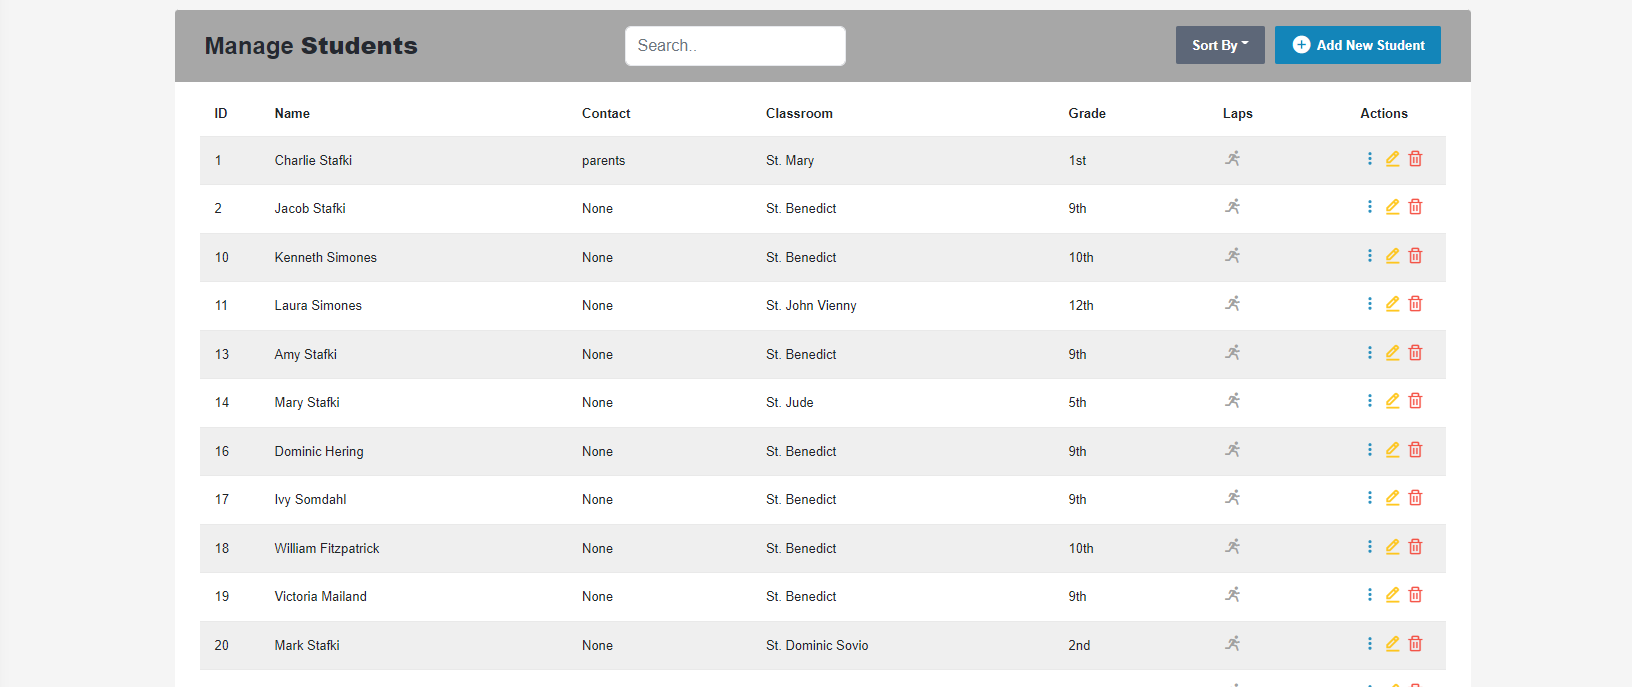 Manage Students
Search..
Sort By
Add New Student
ID Name Contact Classroom Grade Laps Actions
1 Charlie Stafki parents St. Mary 1st
2 Jacob Stafki None St. Benedict 9th
10 Kenneth Simones None St. Benedict 10th
11 Laura Simones None St. John Vienny 12th
13 Amy Stafki None St. Benedict 9th
14 Mary Stafki None St. Jude 5th
16 Dominic Hering None St. Benedict 9th
17 Ivy Somdahl None St. Benedict 9th
18 William Fitzpatrick None St. Benedict 10th
19 Victoria Mailand None St. Benedict 9th
20 Mark Stafki None St. Dominic Sovio 2nd